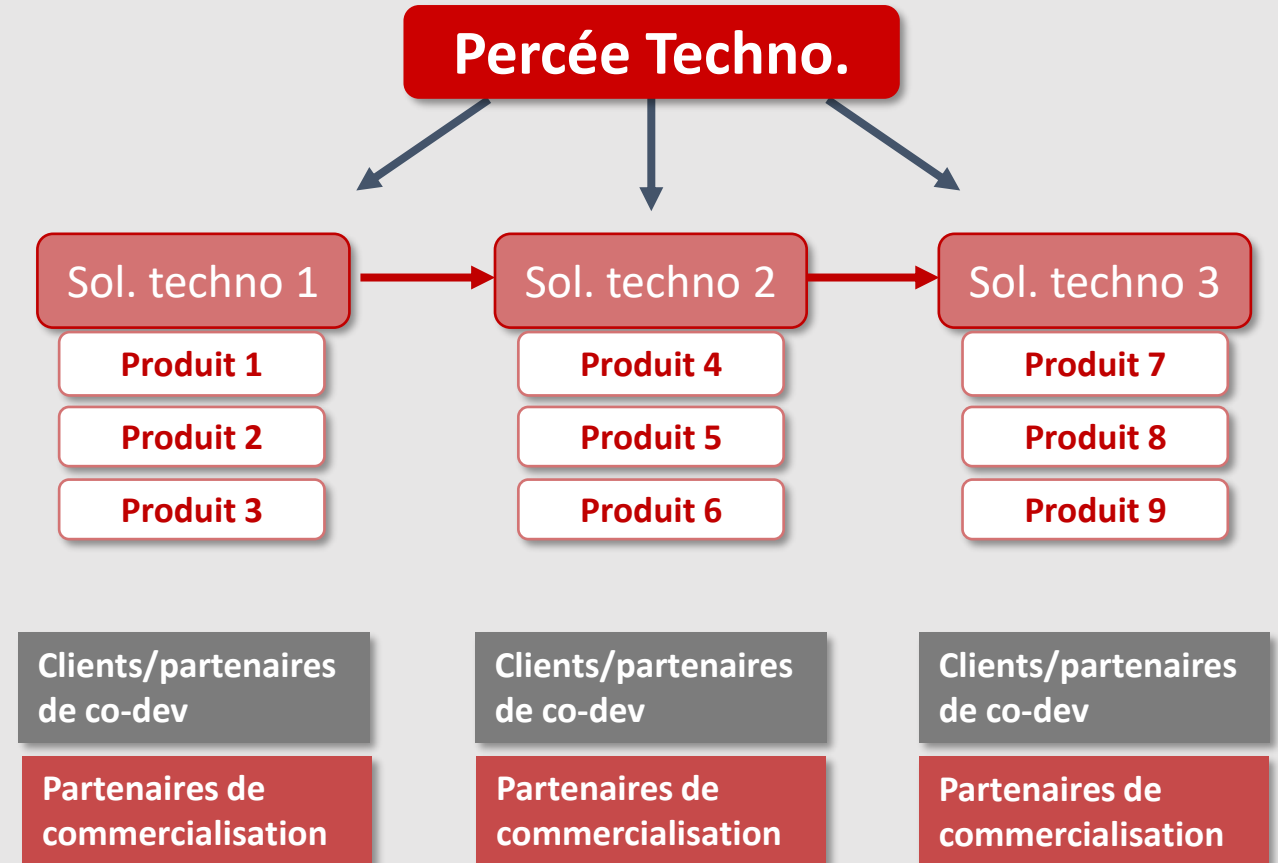 Percée Techno.
Sol. techno 1
Sol. techno 2
Sol. techno 3
Produit 1
Produit 4
Produit 7
Produit 2
Produit 5
Produit 8
Produit 3
Produit 6
Produit 9
Clients/partenaires
de co-dev
Clients/partenaires
de co-dev
Clients/partenaires
de co-dev
Partenaires de
commercialisation
Partenaires de
commercialisation
Partenaires de
commercialisation